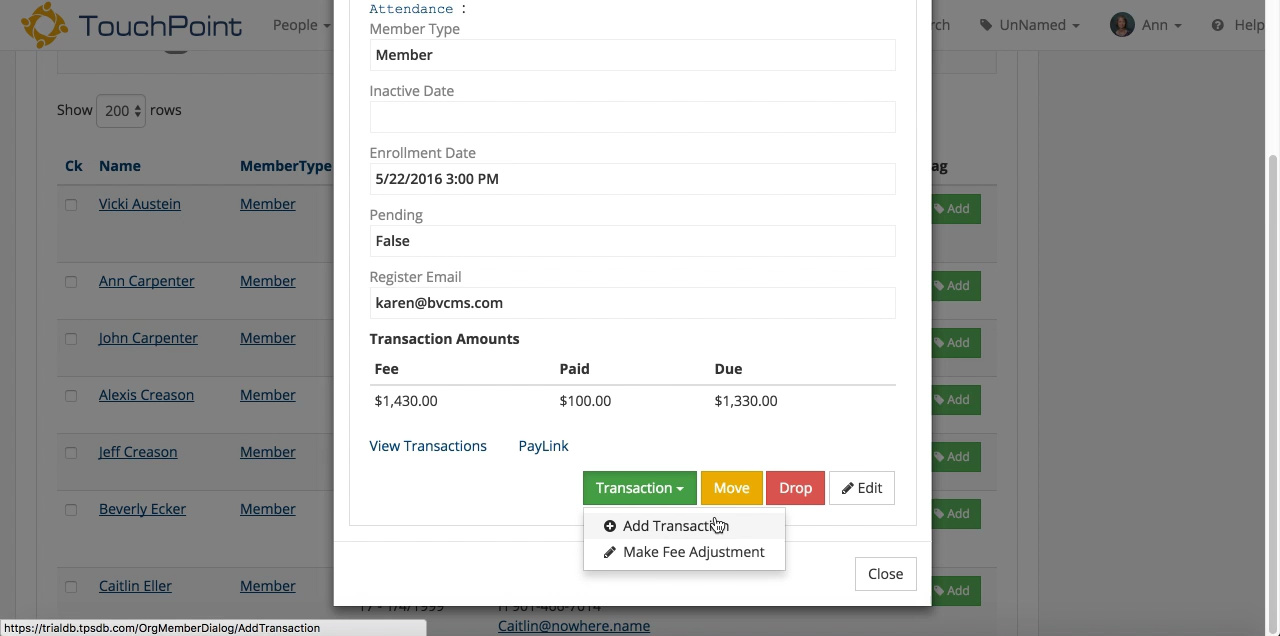 TouchPoint
People
rch
UnNamed
Ann
Help
Attendance :
Member Type
Member
Inactive Date
Enrollment Date
5/22/2016 3:00 PM
Pending
False
Register Email
karen@bvcms.com
Transaction Amounts
Fee Paid Due
$1,430.00 $100.00 $1,330.00
View Transactions PayLink
Transaction Move Drop Edit
Add Transaction
Make Fee Adjustment
Close
Show 200 rows
Ck Name MemberType ag
Vicki Austein Member Add
Ann Carpenter Member Add
John Carpenter Member Add
Alexis Creason Member Add
Jeff Creason Member Add
Beverly Ecker Member Add
Caitlin Eller Member Add
Caitlin@nowhere.name
https://trialdb.tpsdb.com/OrgMemberDialog/AddTransaction